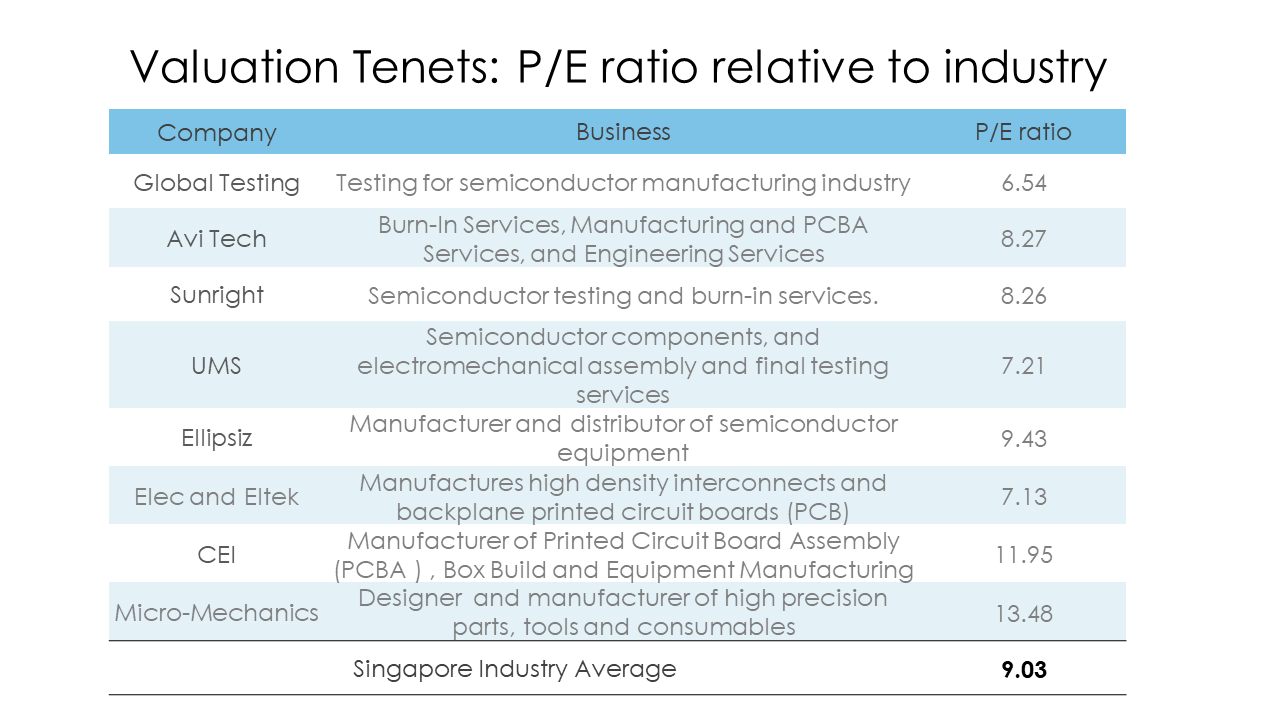 Valuation Tenets: P/E ratio relative to industry
Company Business P/E ratio
Global Testing Testing for semiconductor manufacturing industry 6.54
Avi Tech Burn-In Services, Manufacturing and PCBA
Services, and Engineering Services 8.27
Sunright Semiconductor testing and burn-in services. 8.26
UMS Semiconductor components, and
electromechanical assembly and final testing 7.21
services
Ellipsiz Manufacturer and distributor of semiconductor
equipment 9.43
Elec and Eltek Manufactures high density interconnects and
backplane printed circuit boards (PCB) 7.13
CEI Manufacturer of Printed Circuit Board Assembly
(PCBA ) , Box Build and Equipment Manufacturing 11.95
Micro-Mechanics Designer and manufacturer of high precision
parts, tools and consumables 13.48
Singapore Industry Average 9.03